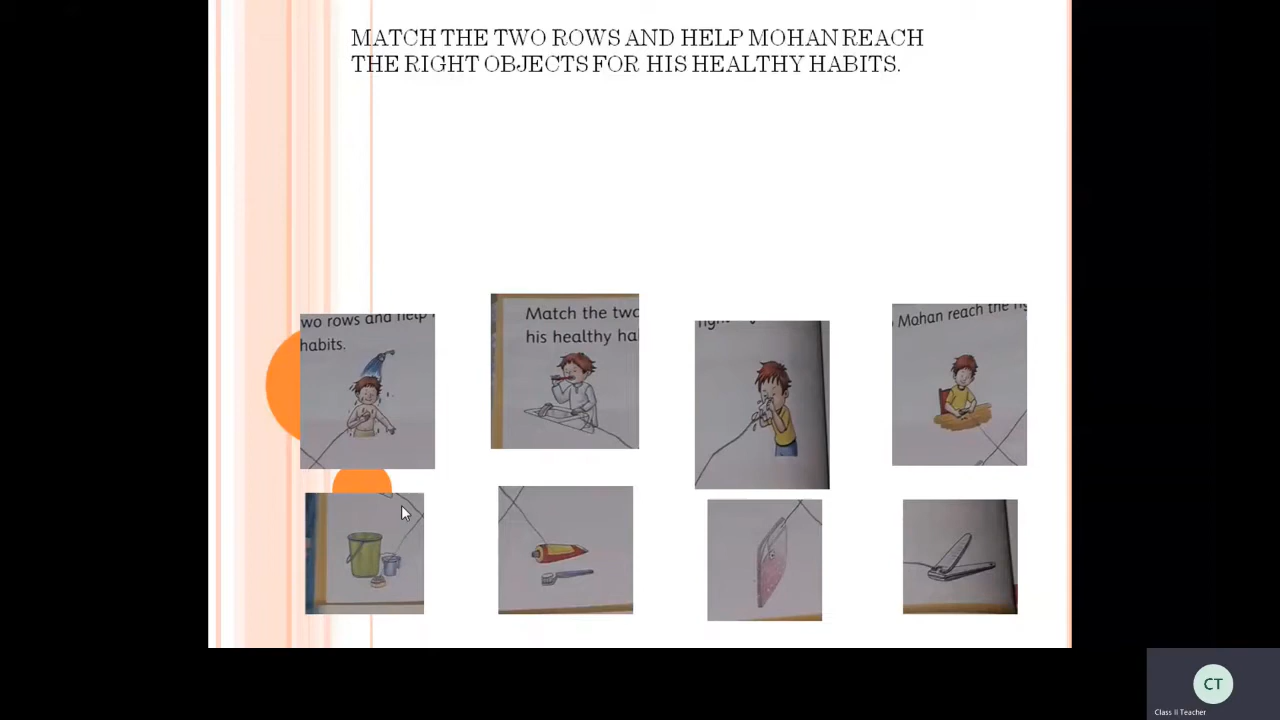 MATCH THE TWO ROWS AND HELP MOHAN REACH
THE RIGHT OBJECTS FOR HIS HEALTHY HABITS.
Match the two
his healthy
wo rows and help
habits.
Mohan reach the
CT
Class II Teacher